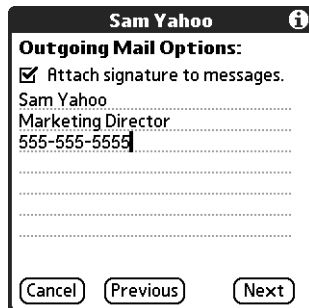 Sam Yahoo
Outgoing Mail Options:
Attach signature to messages.
Sam Yahoo
Marketing Director
555-555-5555
Cancel Previous Next